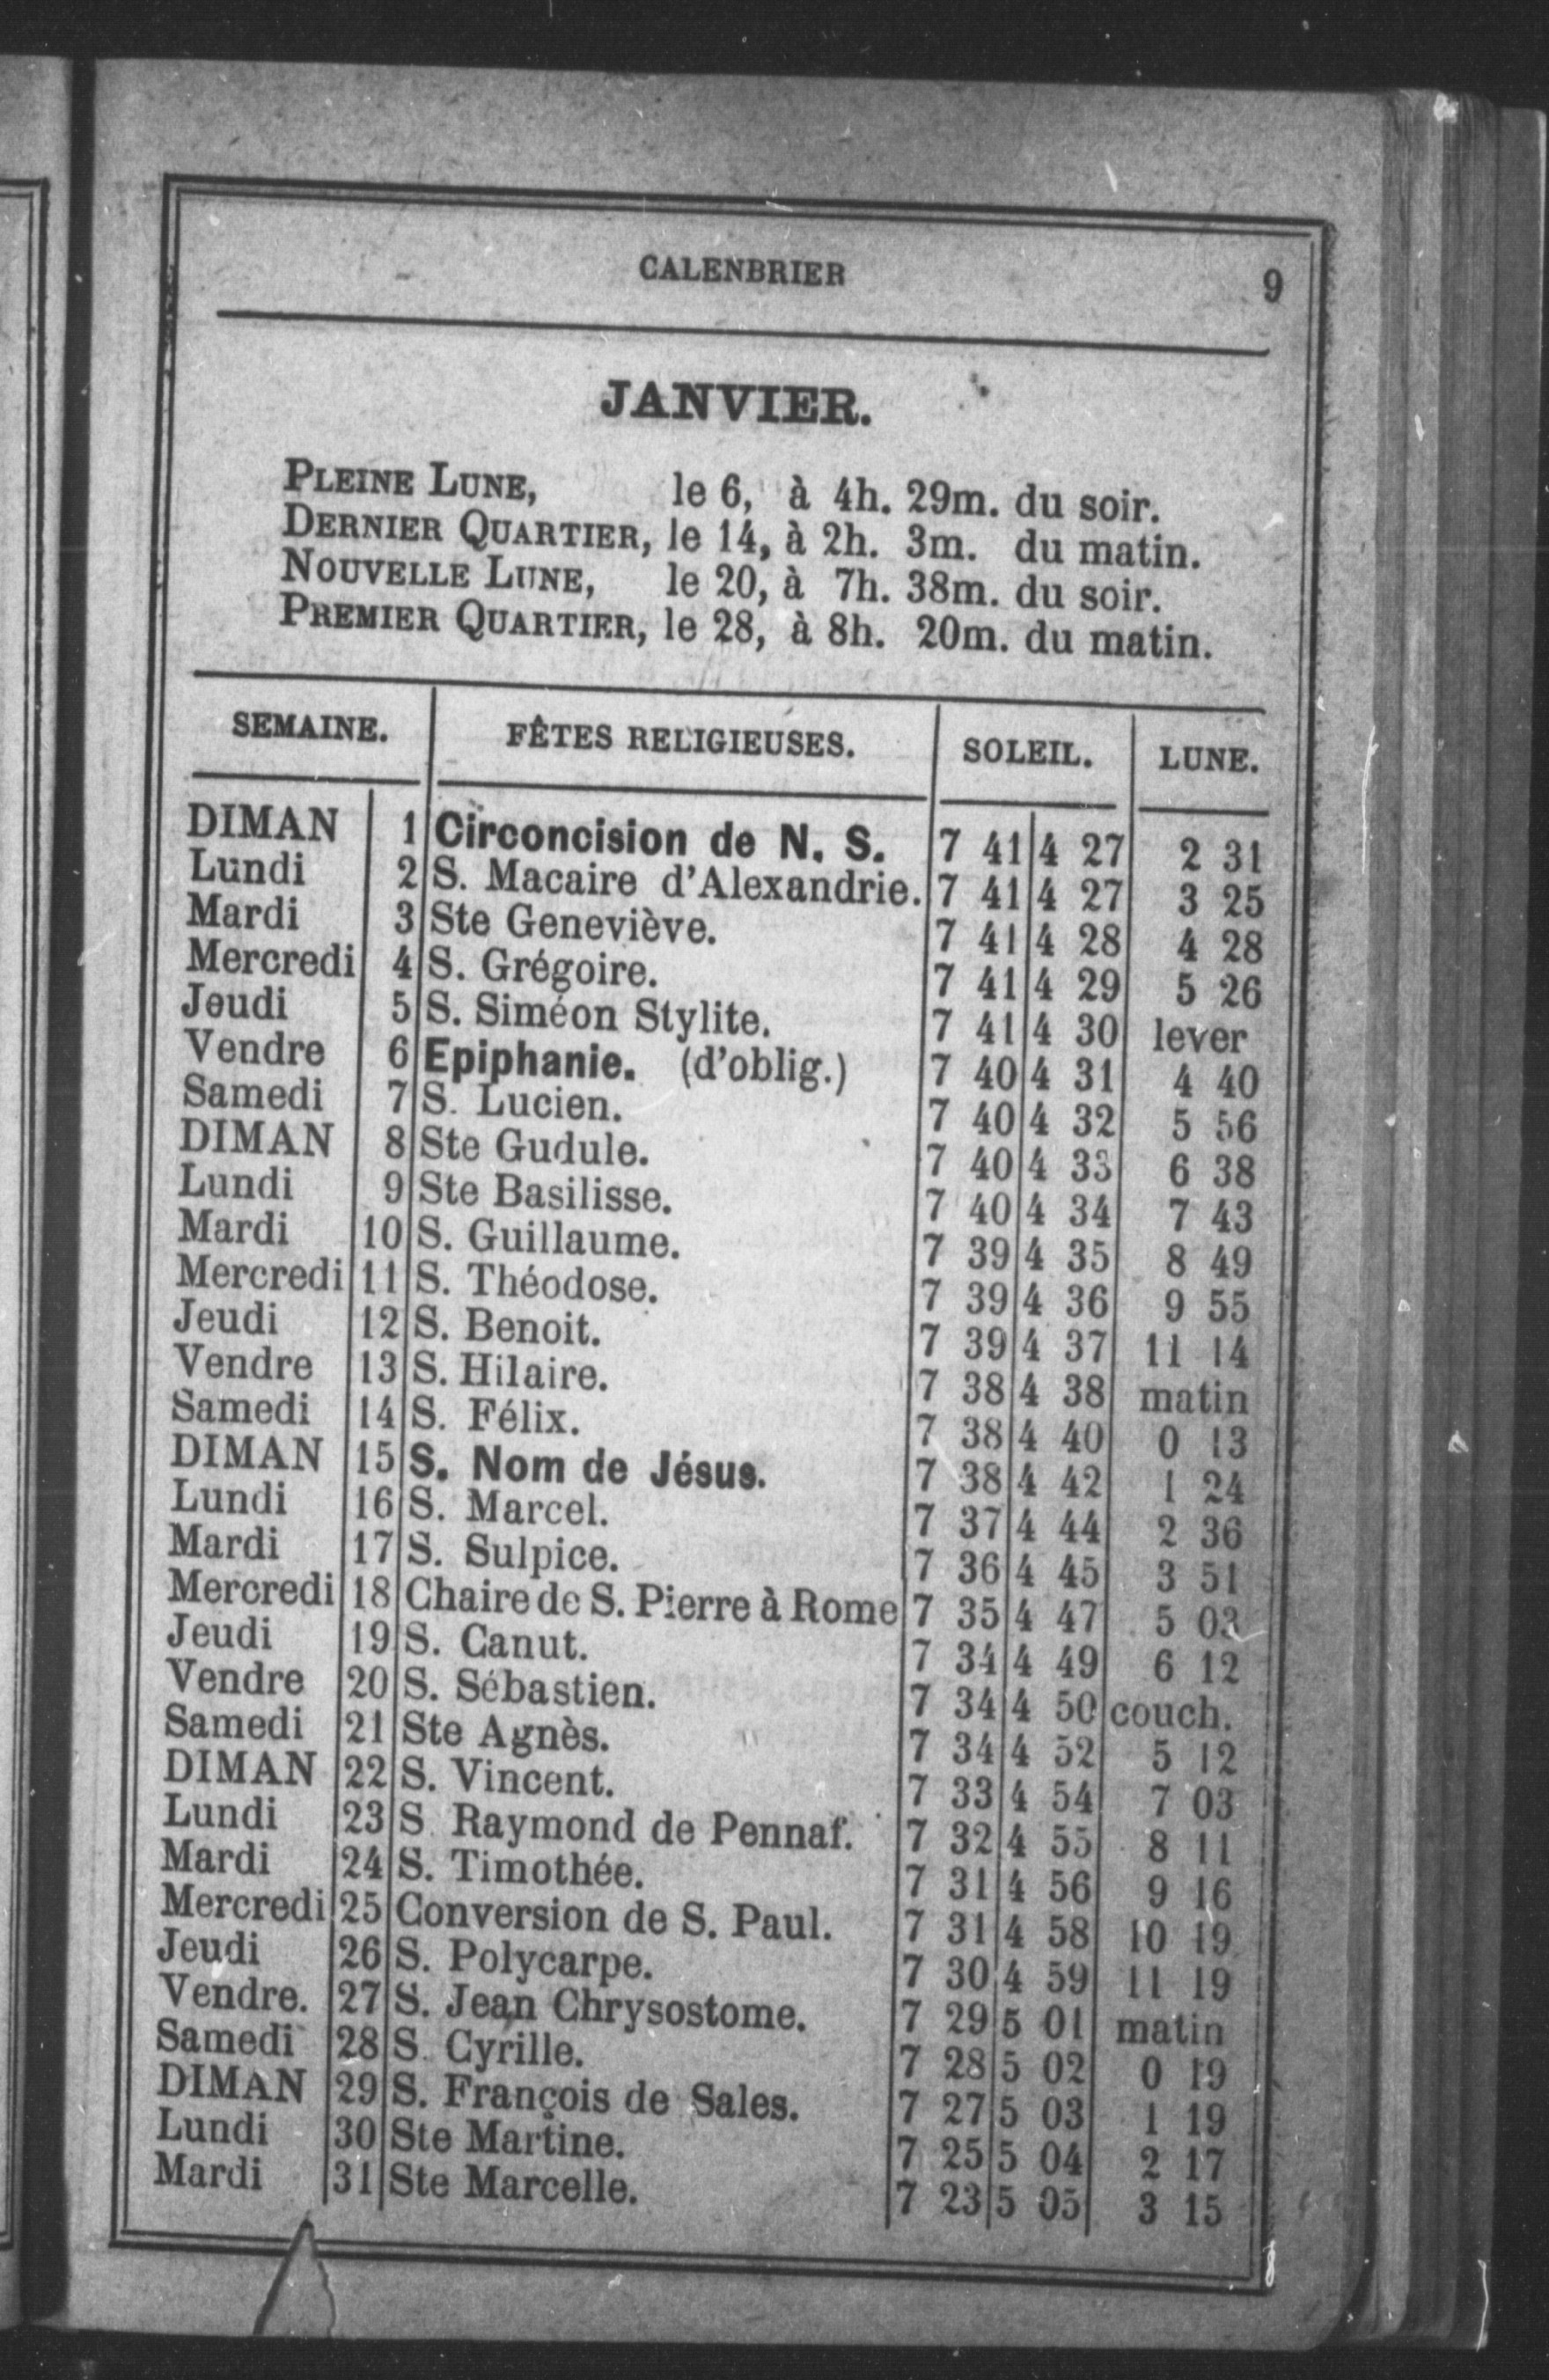 CALENBRIER 9
JANVIER.
PLEINE LUNE, le 6, à 4h. 29m. du soir.
DERNIER QUARTIER, le 14, à 2h. 3m. du matin.
NOUVELLE LUNE, le 20, à 7h. 38m. du soir.
PREMIER QUARTIER, le 28, à 8h. 20m. du matin.
SEMAINE. FÊTES RELIGIEUSES. SOLEIL. LUNE.
DIMAN 1 Circoncision de N. S. 7 41 4 27 2 31
Lundi 2 S. Macaire d'Alexandrie. 7 41 4 27 3 25
Mardi 3 Ste Geneviève. 7 41 4 28 4 28
Mercredi 4 S. Grégoire. 7 41 4 29 5 26
Jeudi 5 S. Siméon Stylite. 7 41 4 30 lever
Vendre 6 Epiphanie. (d'oblig.) 7 40 4 31 4 40
Samedi 7 S. Lucien. 7 40 4 32 5 56
DIMAN 8 Ste Gudule. 7 40 4 33 6 38
Lundi 9 Ste Basilisse. 7 40 4 34 7 43
Mardi 10 S. Guillaume. 7 39 4 35 8 49
Mercredi 11 S. Théodose. 7 39 4 36 9 55
Jeudi 12 S. Benoit. 7 39 4 37 11 14
Vendre 13 S. Hilaire. 7 38 4 38 matin
Samedi 14 S. Félix. 7 38 4 40 0 13
DIMAN 15 S. Nom de Jésus. 7 38 4 42 1 24
Lundi 16 S. Marcel. 7 37 4 44 2 36
Mardi 17 S. Sulpice. 7 36 4 45 3 51
Mercredi 18 Chaire de S. Pierre à Rome 7 35 4 47 5 03
Jeudi 19 S. Canut. 7 34 4 49 6 12
Vendre 20 S. Sébastien. 7 34 4 50 couch.
Samedi 21 Ste Agnès. 7 34 4 52 5 12
DIMAN 22 S. Vincent. 7 33 4 54 7 03
Lundi 23 S Raymond de Pennaf. 7 32 4 55 8 11
Mardi 24 S. Timothée. 7 31 4 56 9 16
Mercredi 25 Conversion de S. Paul. 7 31 4 58 10 19
Jeudi 26 S. Polycarpe. 7 30 4 59 11 19
Vendre. 27 S. Jean Chrysostome. 7 29 5 01 matin
Samedi 28 S Cyrille. 7 28 5 02 0 19
DIMAN 29 S. François de Sales. 7 27 5 03 1 19
Lundi 30 Ste Martine. 7 25 5 04 2 17
Mardi 31 Ste Marcelle. 7 23 5 05 3 15